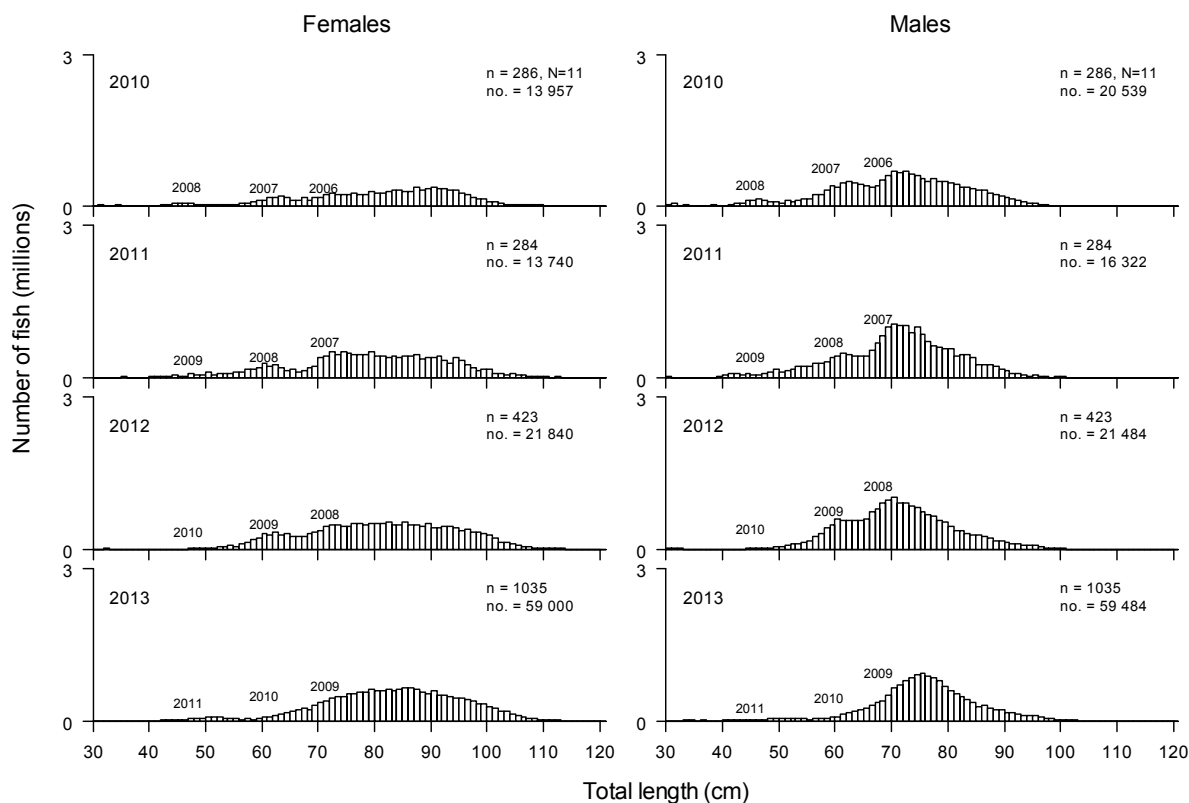 Females
Males
Number of fish (millions)
3
0
2010
n = 286, N=11
no. = 13 957
2008
2007
2006
3
0
2010
n = 286, N=11
no. = 20 539
2008
2007
2006
3
0
2011
n = 284
no. = 13 740
2009
2008
2007
3
0
2011
n = 284
no. = 16 322
2009
2008
2007
3
0
2012
n = 423
no. = 21 840
2010
2009
2008
3
0
2012
n = 423
no. = 21 484
2010
2009
2008
3
0
2013
n = 1035
no. = 59 000
2011
2010
2009
3
0
2013
n = 1035
no. = 59 484
2011
2010
2009
30 40 50 60 70 80 90 100 110 120
30 40 50 60 70 80 90 100 110 120
Total length (cm)